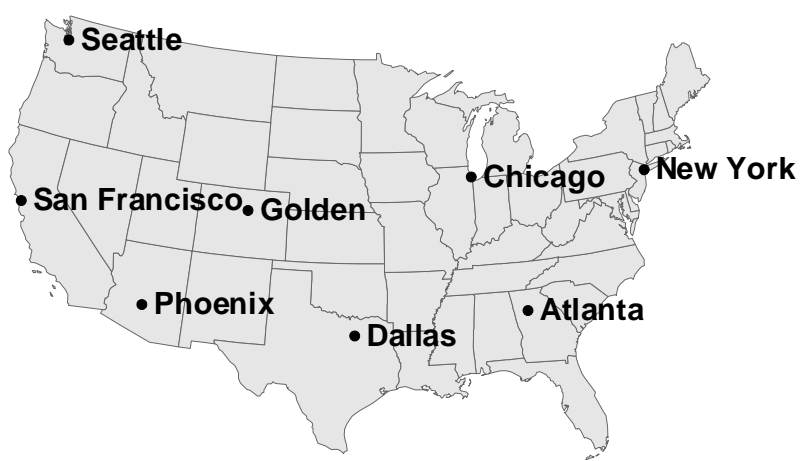 Seattle
New York
Chicago
San Francisco
Golden
Phoenix
Atlanta
Dallas